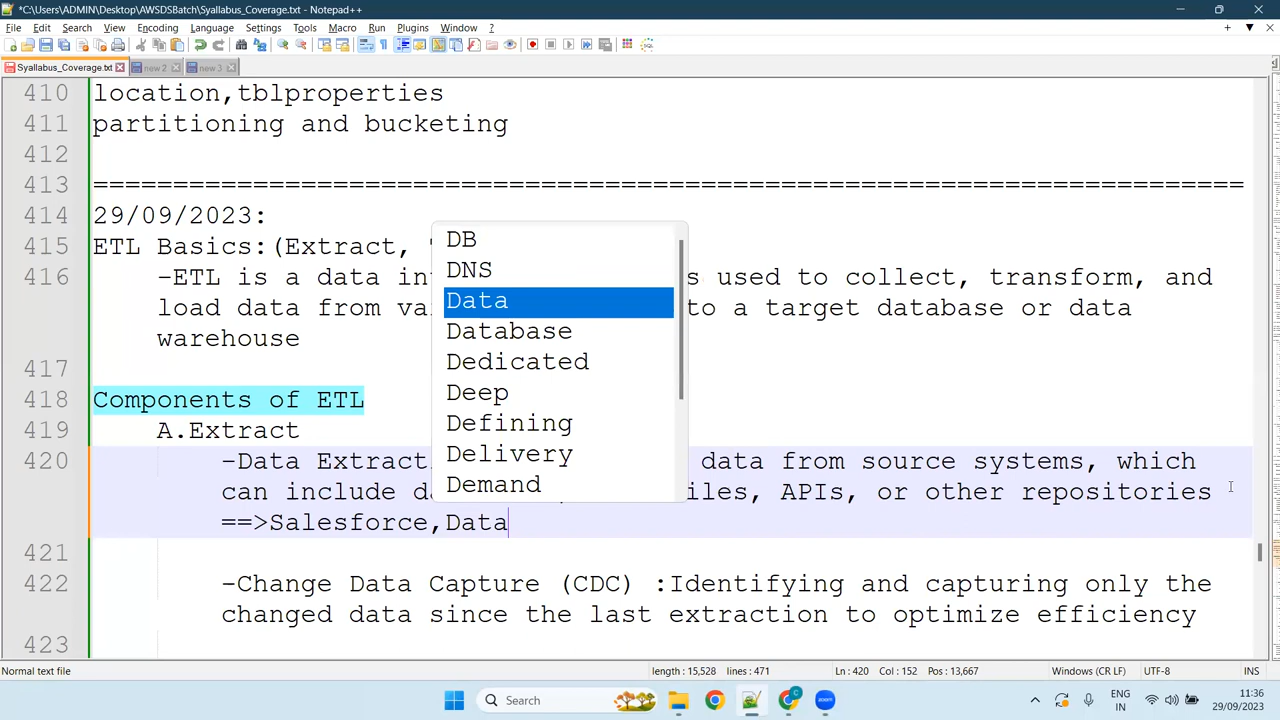 *C:\Users\ADMIN\Desktop\AWSDSBatch\Syallabus_Coverage.txt - Notepad++
File Edit Search View Encoding Language Settings Tools Macro Run Plugins Window ?
Syallabus_Coverage.txt new 2 new 3
410 location,tblproperties
411 partitioning and bucketing
412
413 ========================================================================
414 29/09/2023:
415 ETL Basics:(Extract,
416 -ETL is a data in s used to collect, transform, and
load data from va to a target database or data
warehouse
417
418 Components of ETL
419 A.Extract
420 -Data Extract data from source systems, which
can include da iles, APIs, or other repositories
==>Salesforce,Data
421
422 -Change Data Capture (CDC) :Identifying and capturing only the
changed data since the last extraction to optimize efficiency
423
DB
DNS
Data
Database
Dedicated
Deep
Defining
Delivery
Demand
Normal text file length : 15,528 lines : 471 Ln : 420 Col : 152 Pos : 13,667 Windows (CR LF) UTF-8 INS
Search ENG 11:36
IN 29/09/2023